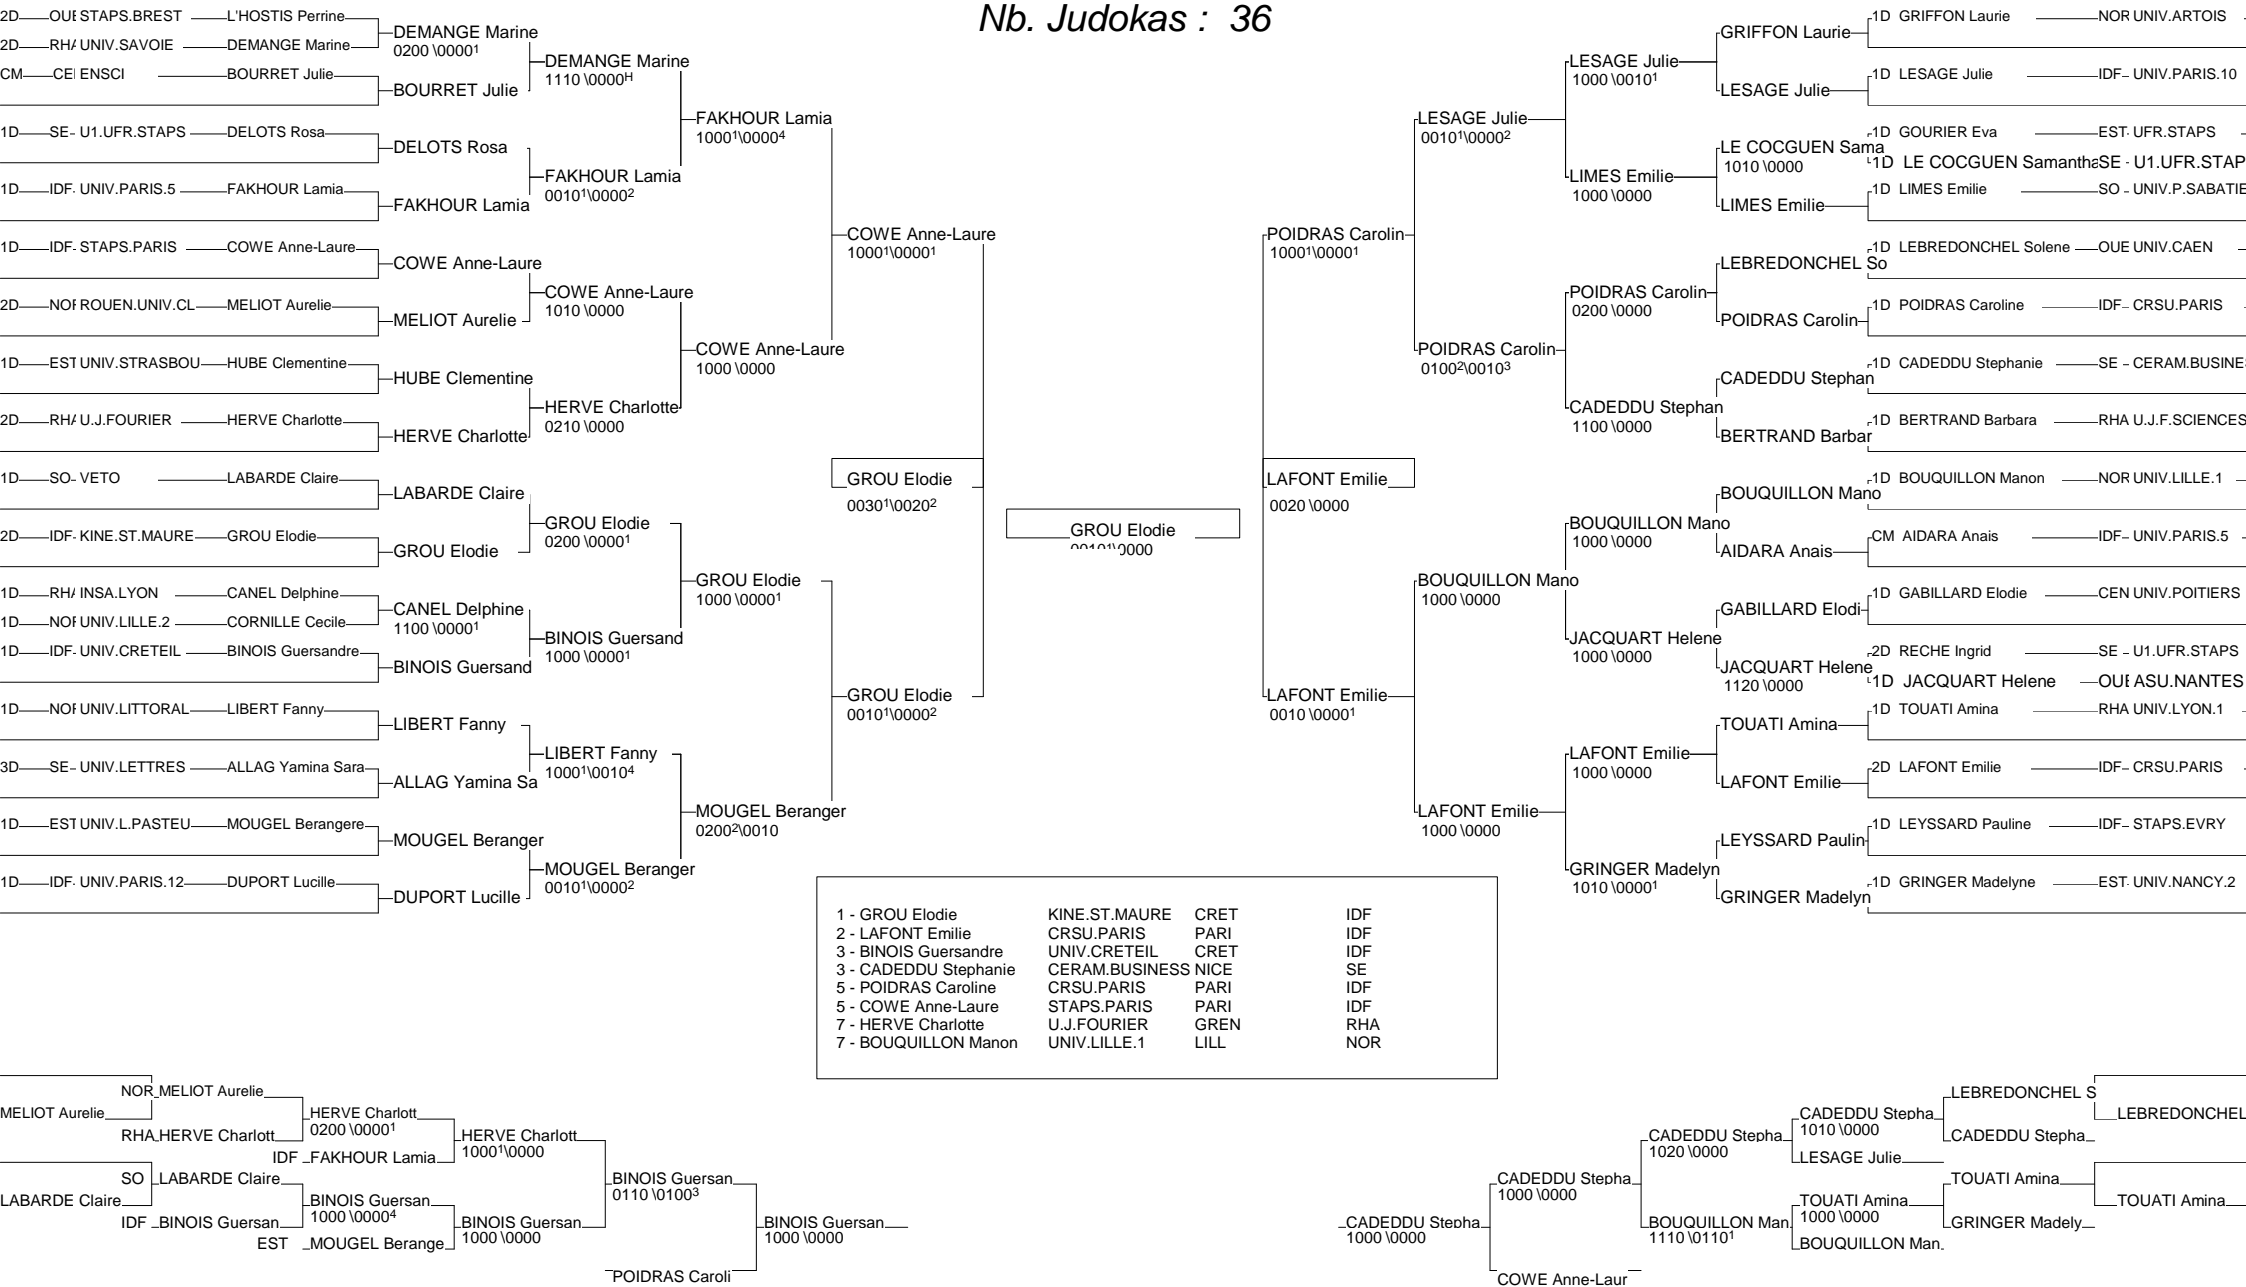 Nb. Judokas : 36
2D OUE STAPS.BREST L'HOSTIS Perrine
2D RHA UNIV.SAVOIE DEMANGE Marine
CM CEN ENSCI BOURRET Julie
1D SE- U1.UFR.STAPS DELOTS Rosa
1D IDF- UNIV.PARIS.5 FAKHOUR Lamia
1D IDF- STAPS.PARIS COWE Anne-Laure
2D NOR ROUEN.UNIV.CL MELIOT Aurelie
1D EST UNIV.STRASBOU HUBE Clementine
2D RHA U.J.FOURIER HERVE Charlotte
1D SO- VETO LABARDE Claire
2D IDF- KINE.ST.MAURE GROU Elodie
1D RHA INSA.LYON CANEL Delphine
1D NOR UNIV.LILLE.2 CORNILLE Cecile
1D IDF- UNIV.CRETEIL BINOIS Guersandre
1D NOR UNIV.LITTORAL LIBERT Fanny
3D SE- UNIV.LETTRES ALLAG Yamina Sara
1D EST UNIV.L.PASTEU MOUGEL Berangere
1D IDF- UNIV.PARIS.12 DUPORT Lucille
DEMANGE Marine
0200 \0000¹
BOURRET Julie
DELOTS Rosa
FAKHOUR Lamia
COWE Anne-Laure
MELIOT Aurelie
HUBE Clementine
HERVE Charlotte
LABARDE Claire
GROU Elodie
CANEL Delphine
1100 \0000¹
BINOIS Guersand
LIBERT Fanny
ALLAG Yamina Sa
MOUGEL Beranger
DUPORT Lucille
DEMANGE Marine
1110 \0000ᴴ
FAKHOUR Lamia
0010¹\0000²
COWE Anne-Laure
1010 \0000
HERVE Charlotte
0210 \0000
GROU Elodie
0200 \0000¹
BINOIS Guersand
1000 \0000¹
LIBERT Fanny
1000¹\0010⁴
MOUGEL Beranger
0010¹\0000²
FAKHOUR Lamia
1000¹\0000⁴
COWE Anne-Laure
1000 \0000
GROU Elodie
1000 \0000¹
MOUGEL Beranger
0200²\0010
COWE Anne-Laure
1000¹\0000¹
GROU Elodie
0030¹\0020²
GROU Elodie
0010¹\0000²
GROU Elodie
0010¹\0000
POIDRAS Carolin
1000¹\0000¹
LAFONT Emilie
0020 \0000
LAFONT Emilie
0010 \0000¹
LESAGE Julie
0010¹\0000²
POIDRAS Carolin
0100²\0010³
BOUQUILLON Mano
1000 \0000
LAFONT Emilie
1000 \0000
LESAGE Julie
1000 \0010¹
LIMES Emilie
1000 \0000
POIDRAS Carolin
0200 \0000
CADEDDU Stephan
1100 \0000
BOUQUILLON Mano
1000 \0000
JACQUART Helene
1000 \0000
LAFONT Emilie
1000 \0000
GRINGER Madelyn
1010 \0000¹
GRIFFON Laurie
LESAGE Julie
LE COCGUEN Sama
1010 \0000
LIMES Emilie
LEBREDONCHEL So
POIDRAS Carolin
CADEDDU Stephan
BERTRAND Barbar
BOUQUILLON Mano
AIDARA Anais
GABILLARD Elodi
JACQUART Helene
1120 \0000
TOUATI Amina
LAFONT Emilie
LEYSSARD Paulin
GRINGER Madelyn
1D GRIFFON Laurie NOR UNIV.ARTOIS
1D LESAGE Julie IDF- UNIV.PARIS.10
1D GOURIER Eva EST- UFR.STAPS
1D LE COCGUEN Samantha SE - U1.UFR.STAP
1D LIMES Emilie SO - UNIV.P.SABATIE
1D LEBREDONCHEL Solene OUE UNIV.CAEN
1D POIDRAS Caroline IDF- CRSU.PARIS
1D CADEDDU Stephanie SE - CERAM.BUSINES
1D BERTRAND Barbara RHA U.J.F.SCIENCES
1D BOUQUILLON Manon NOR UNIV.LILLE.1
CM AIDARA Anais IDF- UNIV.PARIS.5
1D GABILLARD Elodie CEN UNIV.POITIERS
2D RECHE Ingrid SE - U1.UFR.STAPS
1D JACQUART Helene OUE ASU.NANTES
1D TOUATI Amina RHA UNIV.LYON.1
2D LAFONT Emilie IDF- CRSU.PARIS
1D LEYSSARD Pauline IDF- STAPS.EVRY
1D GRINGER Madelyne EST- UNIV.NANCY.2
1 - GROU Elodie KINE.ST.MAURE CRET IDF
2 - LAFONT Emilie CRSU.PARIS PARI IDF
3 - BINOIS Guersandre UNIV.CRETEIL CRET IDF
3 - CADEDDU Stephanie CERAM.BUSINESS NICE SE
5 - POIDRAS Caroline CRSU.PARIS PARI IDF
5 - COWE Anne-Laure STAPS.PARIS PARI IDF
7 - HERVE Charlotte U.J.FOURIER GREN RHA
7 - BOUQUILLON Manon UNIV.LILLE.1 LILL NOR
MELIOT Aurelie
LABARDE Claire
NOR MELIOT Aurelie
RHA HERVE Charlott
SO LABARDE Claire
IDF BINOIS Guersan
HERVE Charlott
0200 \0000¹
IDF FAKHOUR Lamia
BINOIS Guersan
1000 \0000⁴
EST MOUGEL Berange
HERVE Charlott
1000¹\0000
BINOIS Guersan
1000 \0000
BINOIS Guersan
0110 \0100³
POIDRAS Caroli
BINOIS Guersan
1000 \0000
CADEDDU Stepha
1000 \0000
CADEDDU Stepha
1000 \0000
COWE Anne-Laur
CADEDDU Stepha
1020 \0000
BOUQUILLON Man
1110 \0110¹
CADEDDU Stepha
1010 \0000
LESAGE Julie
TOUATI Amina
1000 \0000
BOUQUILLON Man
LEBREDONCHEL S
CADEDDU Stepha
TOUATI Amina
GRINGER Madely
LEBREDONCHEL
TOUATI Amina